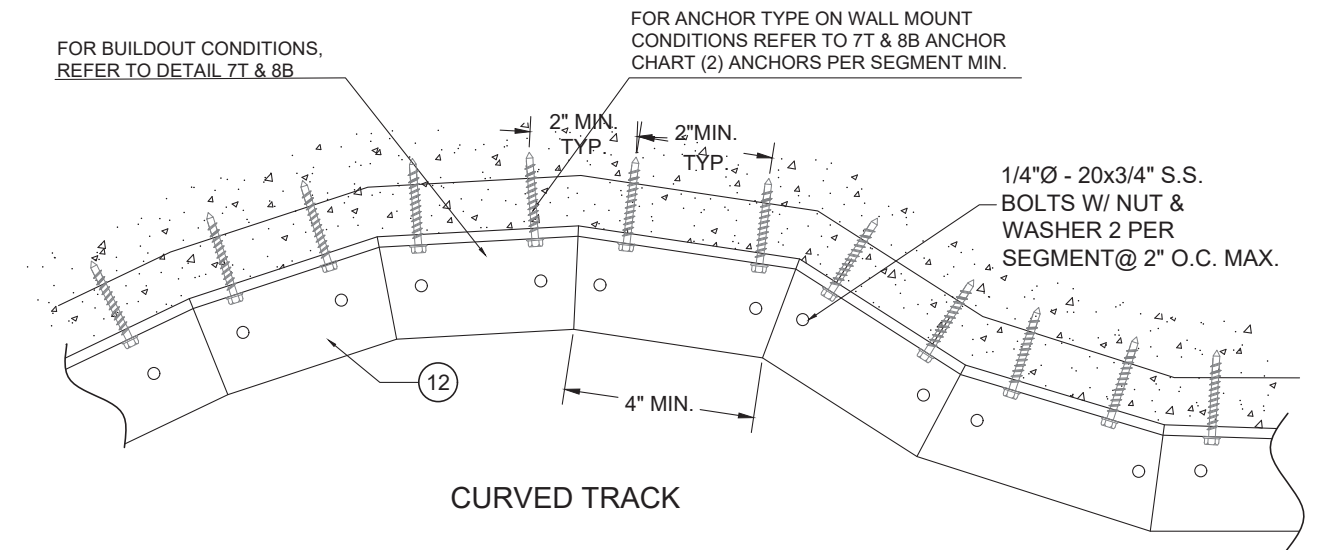 FOR BUILDOUT CONDITIONS,
REFER TO DETAIL 7T & 8B
FOR ANCHOR TYPE ON WALL MOUNT
CONDITIONS REFER TO 7T & 8B ANCHOR
CHART (2) ANCHORS PER SEGMENT MIN.
2" MIN.
TYP.
2"MIN.
TYP.
1/4"Ø - 20x3/4" S.S.
BOLTS W/ NUT &
WASHER 2 PER
SEGMENT@ 2" O.C. MAX.
12
4" MIN.
CURVED TRACK